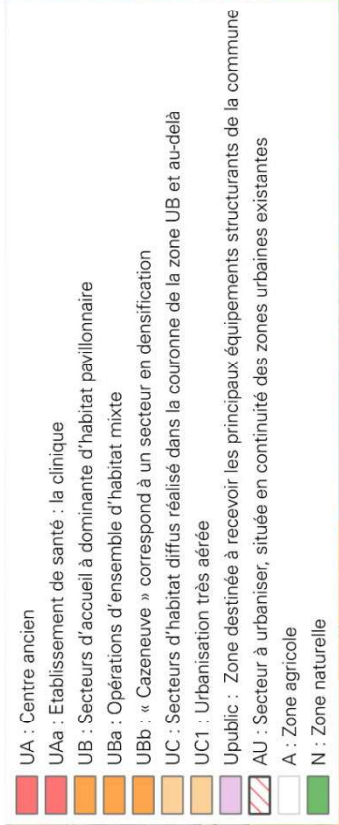 UA : Centre ancien
UAa : Etablissement de santé : la clinique
UB : Secteurs d'accueil à dominante d'habitat pavillonnaire
UBa : Opérations d'ensemble d'habitat mixte
UBb : « Cazeneuve » correspond à un secteur en densification
UC : Secteurs d'habitat diffus réalisé dans la couronne de la zone UB et au-delà
UC1 : Urbanisation très aérée
Upublic : Zone destinée à recevoir les principaux équipements structurants de la commune
AU : Secteur à urbaniser, située en continuité des zones urbaines existantes
A : Zone agricole
N : Zone naturelle